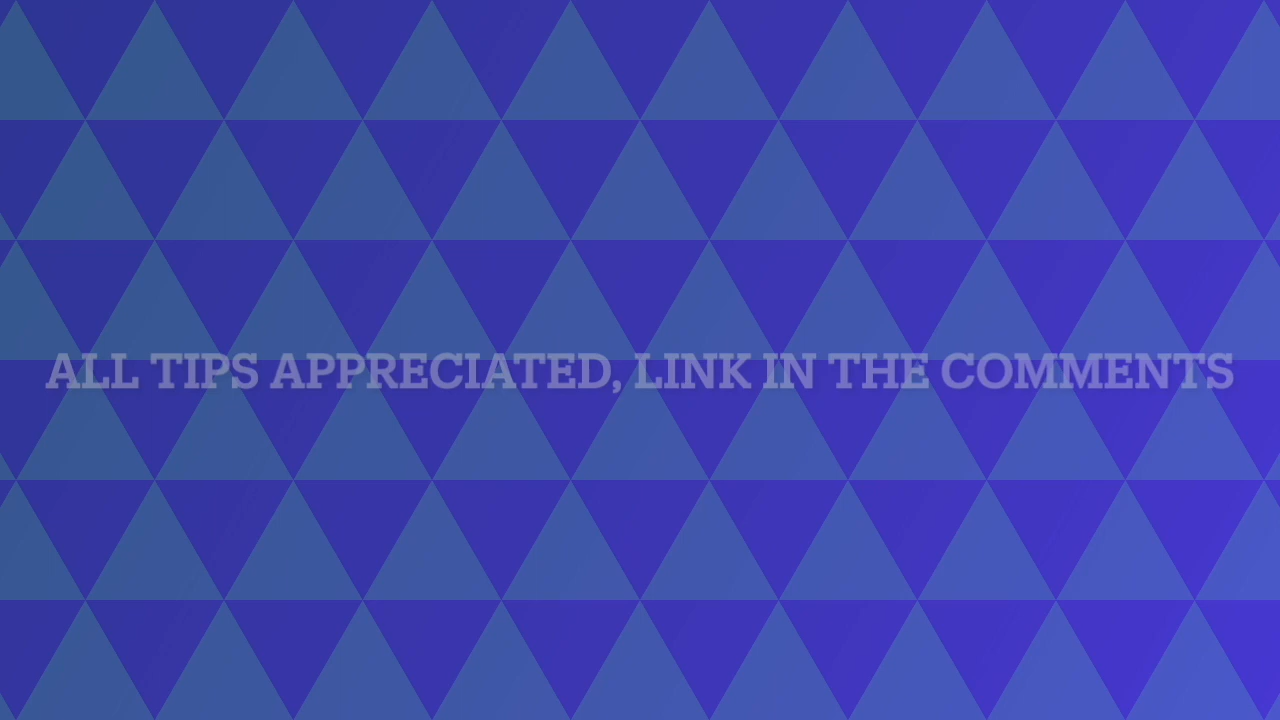 ALL TIPS APPRECIATED, LINK IN THE COMMENTS